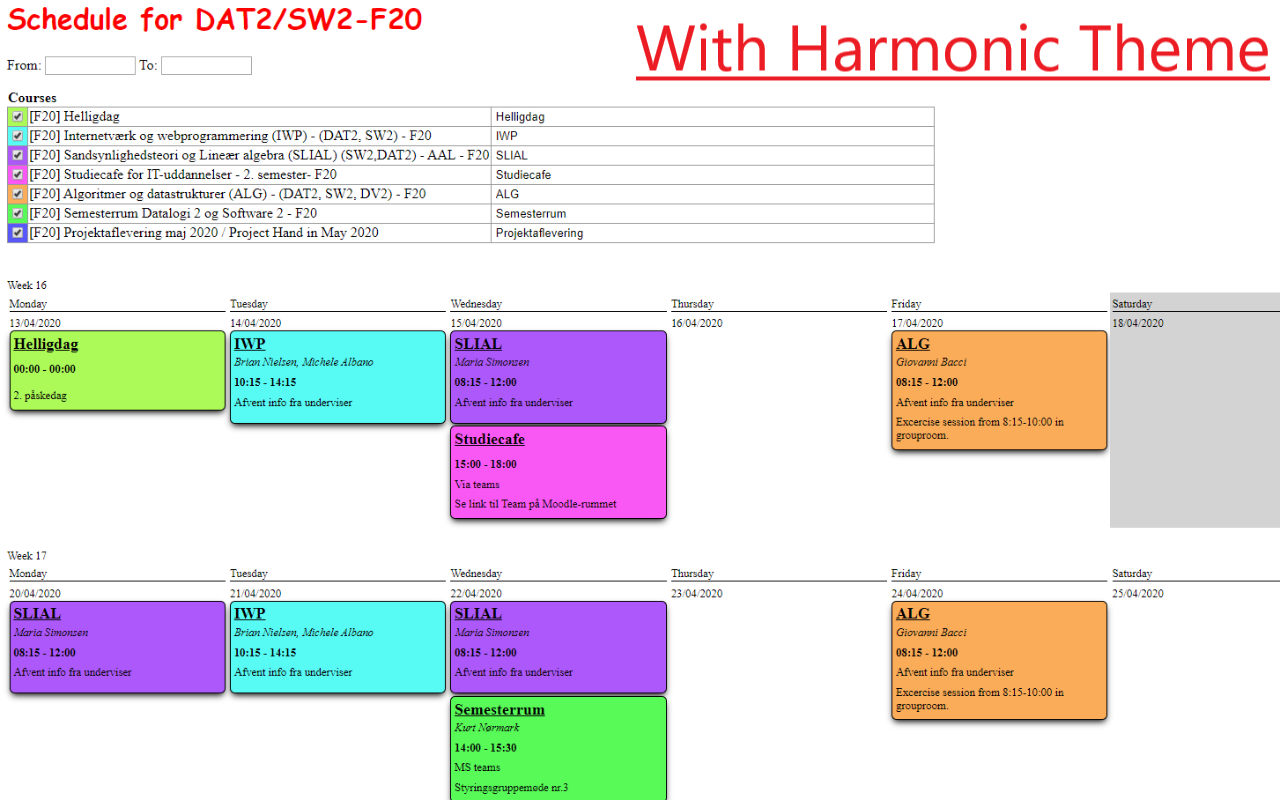 Schedule for DAT2/SW2-F20
With Harmonic Theme
From: To:
Courses
[F20] Helligdag Helligdag
[F20] Internetværk og webprogrammering (IWP) - (DAT2, SW2) - F20 IWP
[F20] Sandsynlighedsteori og Lineær algebra (SLIAL) (SW2,DAT2) - AAL - F20 SLIAL
[F20] Studiecafe for IT-uddannelser - 2. semester- F20 Studiecafe
[F20] Algoritmer og datastrukturer (ALG) - (DAT2, SW2, DV2) - F20 ALG
[F20] Semesterrum Datalogi 2 og Software 2 - F20 Semesterrum
[F20] Projektaflevering maj 2020 / Project Hand in May 2020 Projektaflevering
Week 16
Monday
13/04/2020
Helligdag
00:00 - 00:00
2. påskedag
Tuesday
14/04/2020
IWP
Brian Nielsen, Michele Albano
10:15 - 14:15
Afvent info fra underviser
Wednesday
15/04/2020
SLIAL
Maria Simonsen
08:15 - 12:00
Afvent info fra underviser
Studiecafe
15:00 - 18:00
Via teams
Se link til Team på Moodle-rummet
Thursday
16/04/2020
Friday
17/04/2020
ALG
Giovanni Bacci
08:15 - 12:00
Afvent info fra underviser
Excercise session from 8:15-10:00 in
grouproom.
Saturday
18/04/2020
Week 17
Monday
20/04/2020
SLIAL
Maria Simonsen
08:15 - 12:00
Afvent info fra underviser
Tuesday
21/04/2020
IWP
Brian Nielsen, Michele Albano
10:15 - 14:15
Afvent info fra underviser
Wednesday
22/04/2020
SLIAL
Maria Simonsen
08:15 - 12:00
Afvent info fra underviser
Semesterrum
Kurt Nørmark
14:00 - 15:30
MS teams
Styringsgruppemøde nr.3
Thursday
23/04/2020
Friday
24/04/2020
ALG
Giovanni Bacci
08:15 - 12:00
Afvent info fra underviser
Excercise session from 8:15-10:00 in
grouproom.
Saturday
25/04/2020